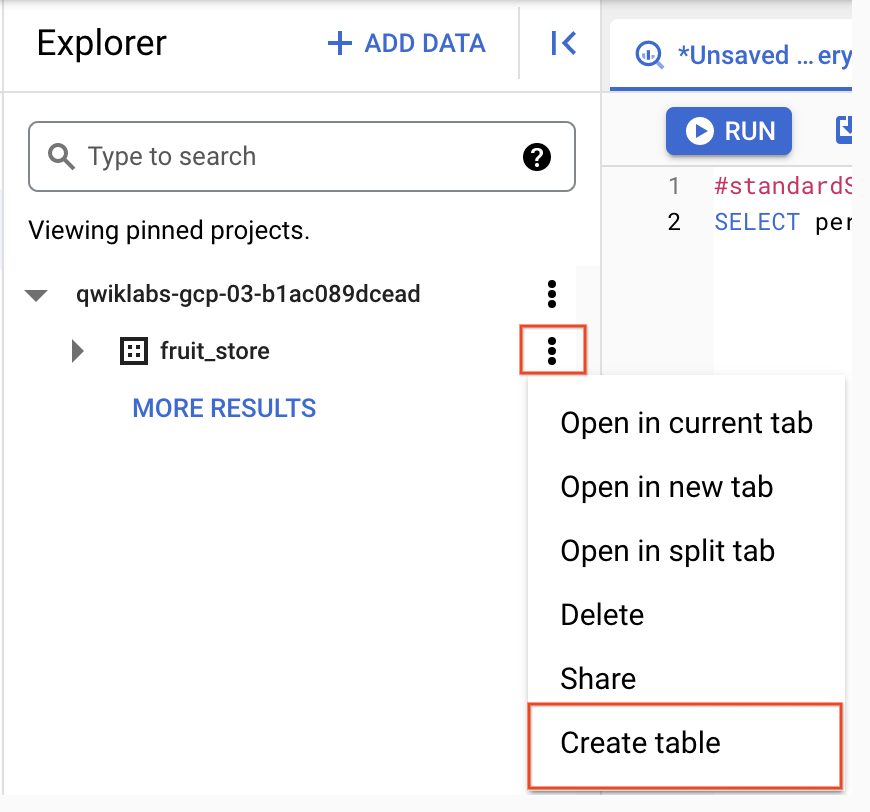 Explorer
+ ADD DATA
*Unsaved ... ery
Type to search
?
RUN
Viewing pinned projects.
1 #standardS
2 SELECT per
qwiklabs-gcp-03-b1ac089dcead
fruit_store
MORE RESULTS
Open in current tab
Open in new tab
Open in split tab
Delete
Share
Create table